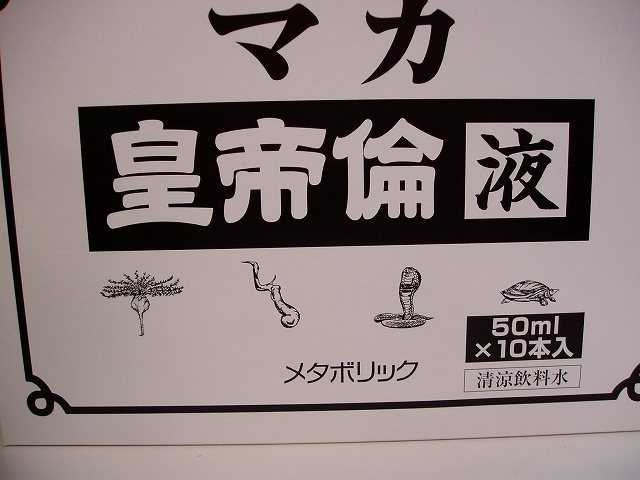 マカ
皇帝倫液
50ml
×10本入
メタボリック
清涼飲料水